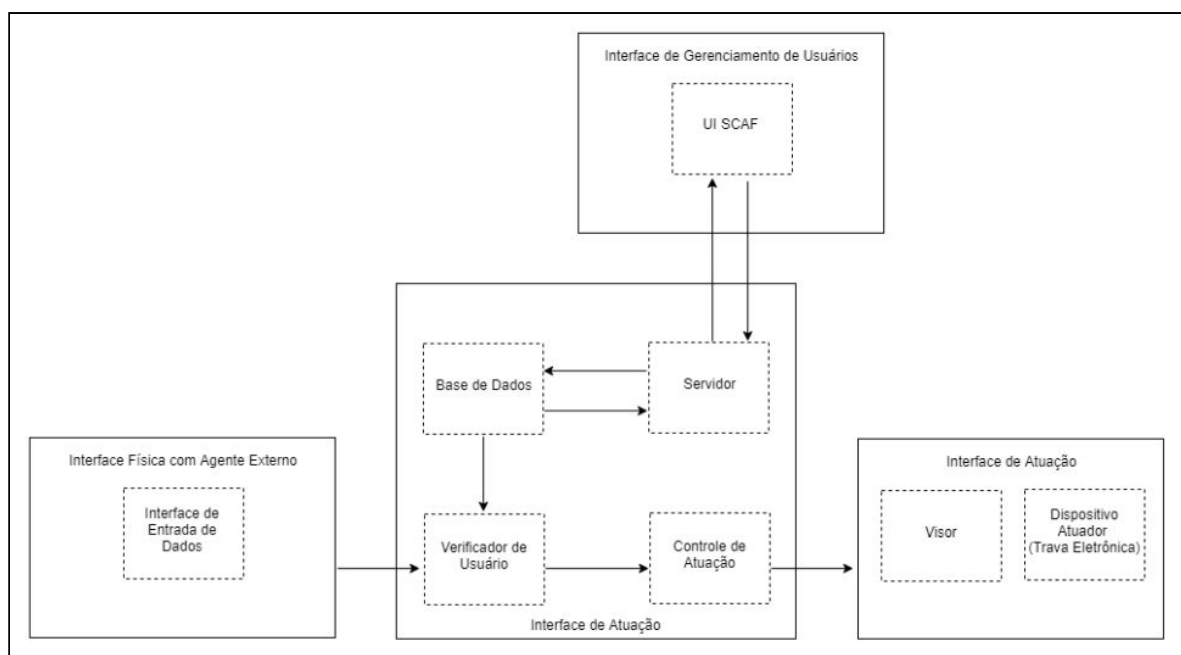 Interface de Gerenciamento de Usuários
UI SCAF
Base de Dados
Servidor
Interface Física com Agente Externo
Interface de
Entrada de
Dados
Verificador de
Usuário
Controle de
Atuação
Interface de Atuação
Interface de Atuação
Visor
Dispositivo
Atuador
(Trava Eletrônica)